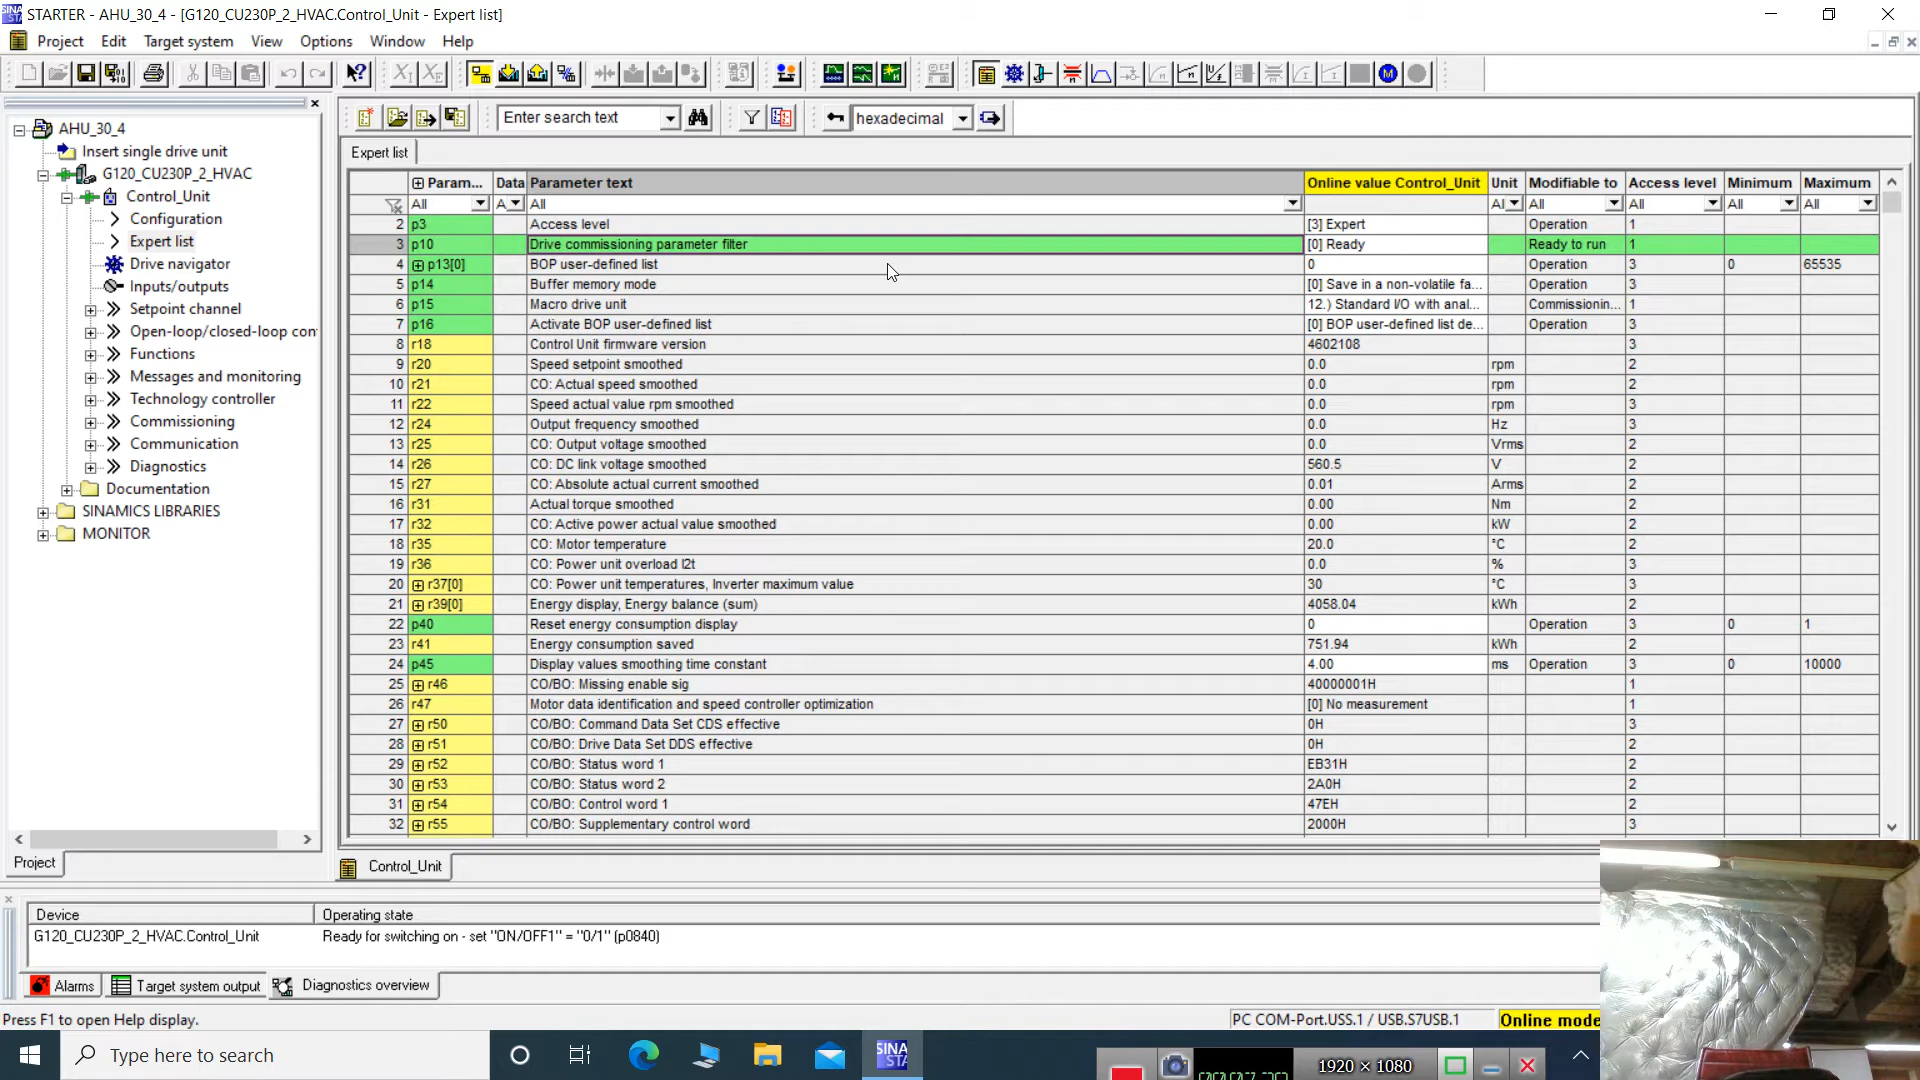 STARTER - AHU_30_4 - [G120_CU230P_2_HVAC.Control_Unit - Expert list]
Project Edit Target system View Options Window Help
Enter search text
hexadecimal
AHU_30_4
Insert single drive unit
G120_CU230P_2_HVAC
Control_Unit
Configuration
Expert list
Drive navigator
Inputs/outputs
Setpoint channel
Open-loop/closed-loop con
Functions
Messages and monitoring
Technology controller
Commissioning
Communication
Diagnostics
Documentation
SINAMICS LIBRARIES
MONITOR
Project
Expert list
Param... Data Parameter text Online value Control_Unit Unit Modifiable to Access level Minimum Maximum
All A All Al All All All All
2 p3 Access level [3] Expert Operation 1
3 p10 Drive commissioning parameter filter [0] Ready Ready to run 1
4 p13[0] BOP user-defined list 0 Operation 3 0 65535
5 p14 Buffer memory mode [0] Save in a non-volatile fa... Operation 3
6 p15 Macro drive unit 12.) Standard I/O with anal... Commissionin... 1
7 p16 Activate BOP user-defined list [0] BOP user-defined list de... Operation 3
8 r18 Control Unit firmware version 4602108 3
9 r20 Speed setpoint smoothed 0.0 rpm 2
10 r21 CO: Actual speed smoothed 0.0 rpm 2
11 r22 Speed actual value rpm smoothed 0.0 rpm 3
12 r24 Output frequency smoothed 0.0 Hz 3
13 r25 CO: Output voltage smoothed 0.0 Vrms 2
14 r26 CO: DC link voltage smoothed 560.5 V 2
15 r27 CO: Absolute actual current smoothed 0.01 Arms 2
16 r31 Actual torque smoothed 0.00 Nm 2
17 r32 CO: Active power actual value smoothed 0.00 kW 2
18 r35 CO: Motor temperature 20.0 °C 2
19 r36 CO: Power unit overload I2t 0.0 % 3
20 r37[0] CO: Power unit temperatures, Inverter maximum value 30 °C 3
21 r39[0] Energy display, Energy balance (sum) 4058.04 kWh 2
22 p40 Reset energy consumption display 0 Operation 3 0 1
23 r41 Energy consumption saved 751.94 kWh 2
24 p45 Display values smoothing time constant 4.00 ms Operation 3 0 10000
25 r46 CO/BO: Missing enable sig 40000001H 1
26 r47 Motor data identification and speed controller optimization [0] No measurement 1
27 r50 CO/BO: Command Data Set CDS effective 0H 3
28 r51 CO/BO: Drive Data Set DDS effective 0H 2
29 r52 CO/BO: Status word 1 EB31H 2
30 r53 CO/BO: Status word 2 2A0H 2
31 r54 CO/BO: Control word 1 47EH 2
32 r55 CO/BO: Supplementary control word 2000H 3
Control_Unit
Device Operating state
G120_CU230P_2_HVAC.Control_Unit Ready for switching on - set "ON/OFF1" = "0/1" (p0840)
Alarms Target system output Diagnostics overview
Press F1 to open Help display. PC COM-Port.USS.1 / USB.S7USB.1 Online mode
Type here to search
SINA
STA
1920 × 1080